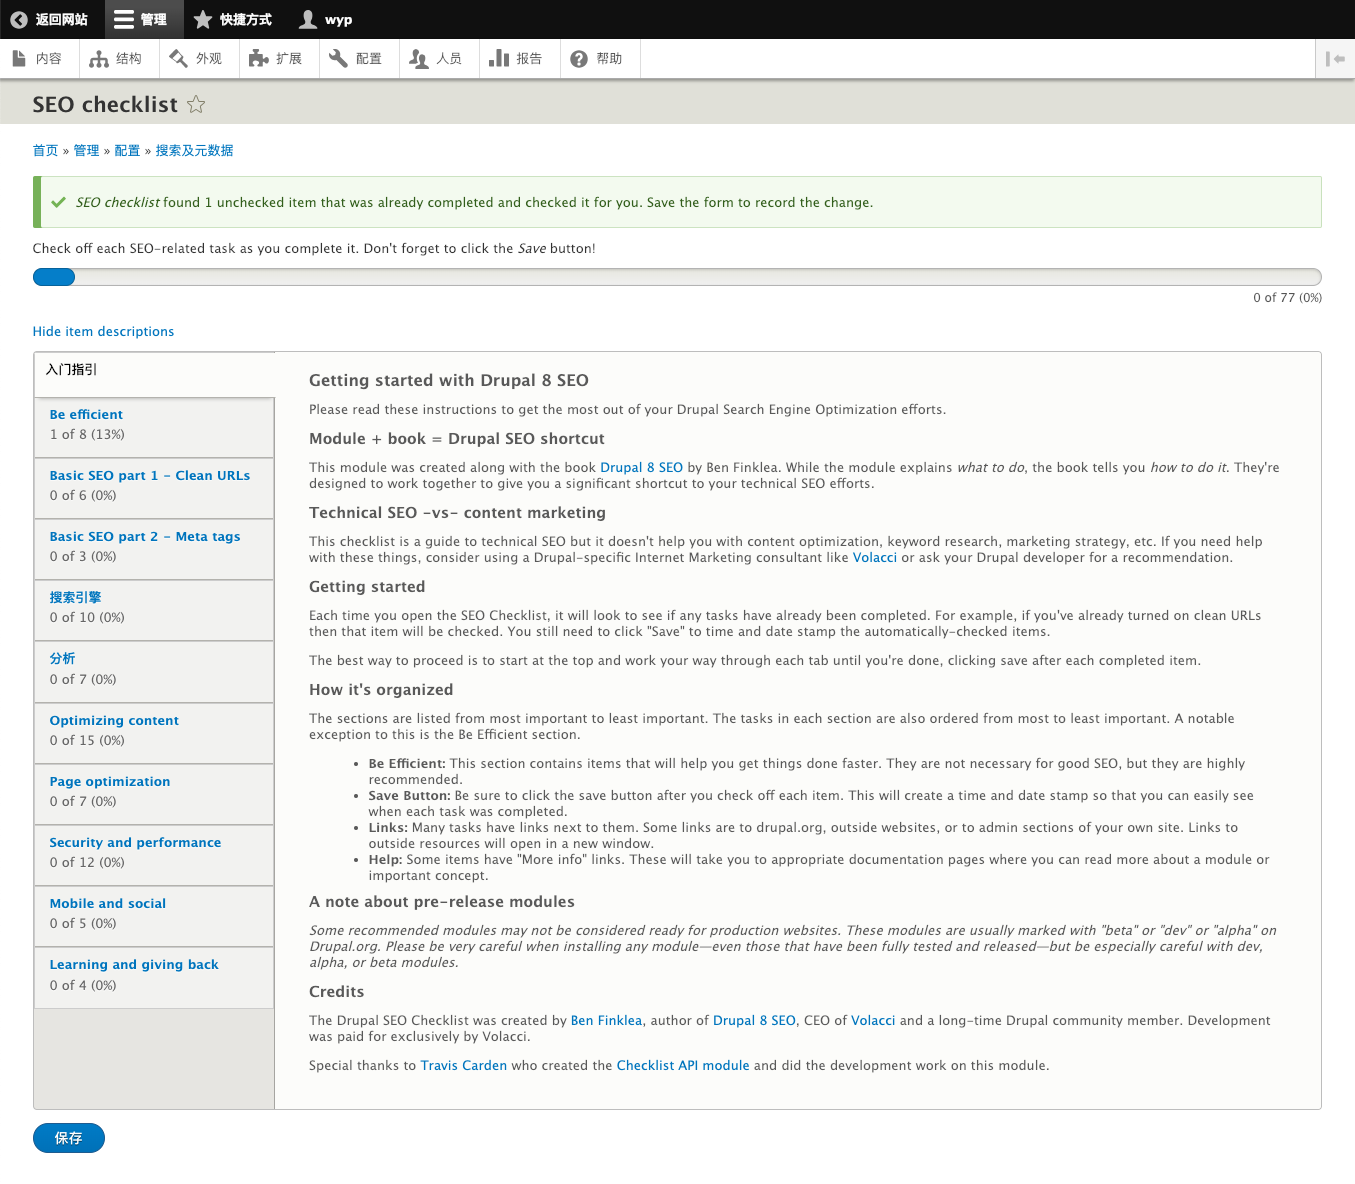 返回网站 管理 快捷方式 wyp
内容 结构 外观 扩展 配置 人员 报告 帮助
SEO checklist
首页 » 管理 » 配置 » 搜索及元数据
SEO checklist found 1 unchecked item that was already completed and checked it for you. Save the form to record the change.
Check off each SEO-related task as you complete it. Don't forget to click the Save button!
0 of 77 (0%)
Hide item descriptions
入门指引
Be efficient
1 of 8 (13%)
Basic SEO part 1 - Clean URLs
0 of 6 (0%)
Basic SEO part 2 - Meta tags
0 of 3 (0%)
搜索引擎
0 of 10 (0%)
分析
0 of 7 (0%)
Optimizing content
0 of 15 (0%)
Page optimization
0 of 7 (0%)
Security and performance
0 of 12 (0%)
Mobile and social
0 of 5 (0%)
Learning and giving back
0 of 4 (0%)
Getting started with Drupal 8 SEO
Please read these instructions to get the most out of your Drupal Search Engine Optimization efforts.
Module + book = Drupal SEO shortcut
This module was created along with the book Drupal 8 SEO by Ben Finklea. While the module explains what to do, the book tells you how to do it. They're
designed to work together to give you a significant shortcut to your technical SEO efforts.
Technical SEO -vs- content marketing
This checklist is a guide to technical SEO but it doesn't help you with content optimization, keyword research, marketing strategy, etc. If you need help
with these things, consider using a Drupal-specific Internet Marketing consultant like Volacci or ask your Drupal developer for a recommendation.
Getting started
Each time you open the SEO Checklist, it will look to see if any tasks have already been completed. For example, if you've already turned on clean URLs
then that item will be checked. You still need to click "Save" to time and date stamp the automatically-checked items.
The best way to proceed is to start at the top and work your way through each tab until you're done, clicking save after each completed item.
How it's organized
The sections are listed from most important to least important. The tasks in each section are also ordered from most to least important. A notable
exception to this is the Be Efficient section.
• Be Efficient: This section contains items that will help you get things done faster. They are not necessary for good SEO, but they are highly
recommended.
• Save Button: Be sure to click the save button after you check off each item. This will create a time and date stamp so that you can easily see
when each task was completed.
• Links: Many tasks have links next to them. Some links are to drupal.org, outside websites, or to admin sections of your own site. Links to
outside resources will open in a new window.
• Help: Some items have "More info" links. These will take you to appropriate documentation pages where you can read more about a module or
important concept.
A note about pre-release modules
Some recommended modules may not be considered ready for production websites. These modules are usually marked with "beta" or "dev" or "alpha" on
Drupal.org. Please be very careful when installing any module—even those that have been fully tested and released—but be especially careful with dev,
alpha, or beta modules.
Credits
The Drupal SEO Checklist was created by Ben Finklea, author of Drupal 8 SEO, CEO of Volacci and a long-time Drupal community member. Development
was paid for exclusively by Volacci.
Special thanks to Travis Carden who created the Checklist API module and did the development work on this module.
保存